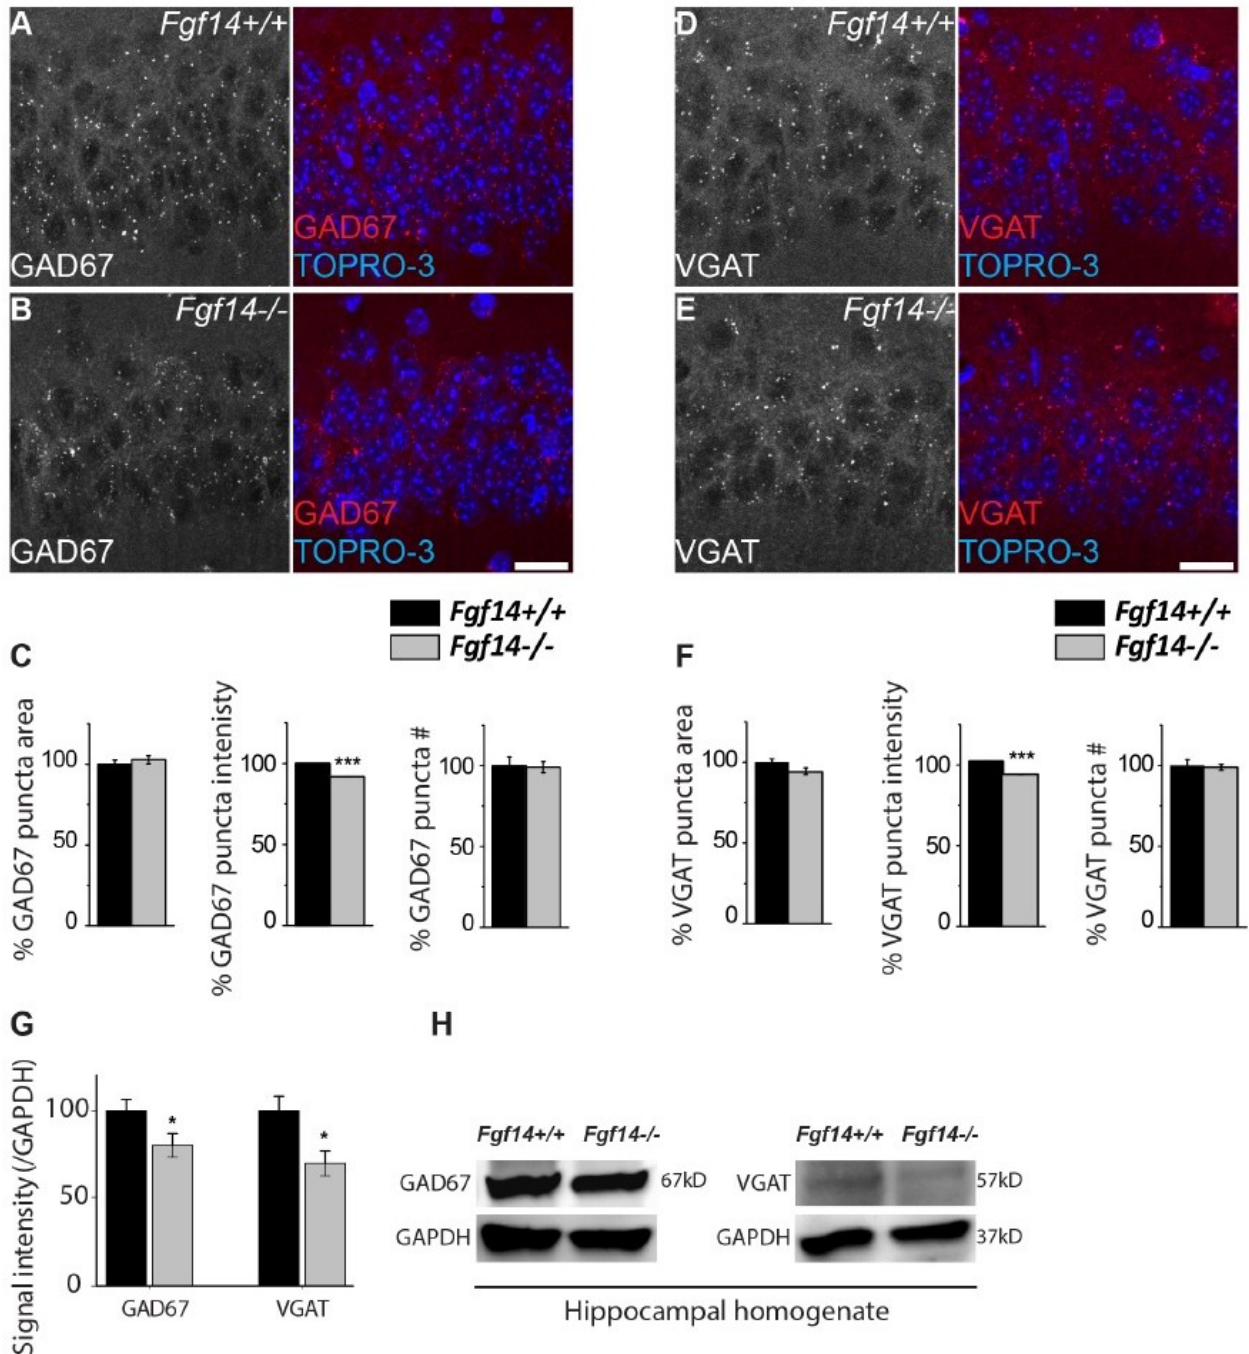 A
Fgf14+/+
GAD67
GAD67
TOPRO-3
B
Fgf14-/-
GAD67
GAD67
TOPRO-3
D
Fgf14+/+
VGAT
VGAT
TOPRO-3
E
Fgf14-/-
VGAT
VGAT
TOPRO-3
Fgf14+/+
Fgf14-/-
C
% GAD67 puncta area
100
50
0
% GAD67 puncta intenisty
100
50
0
***
% GAD67 puncta #
100
50
0
Fgf14+/+
Fgf14-/-
F
% VGAT puncta area
100
50
0
% VGAT puncta intensity
100
50
0
***
% VGAT puncta #
100
50
0
G
Signal intensity (/GAPDH)
100
50
0
*
*
GAD67
VGAT
H
Fgf14+/+ Fgf14-/-
GAD67 67kD
GAPDH
Fgf14+/+ Fgf14-/-
VGAT 57kD
GAPDH 37kD
Hippocampal homogenate